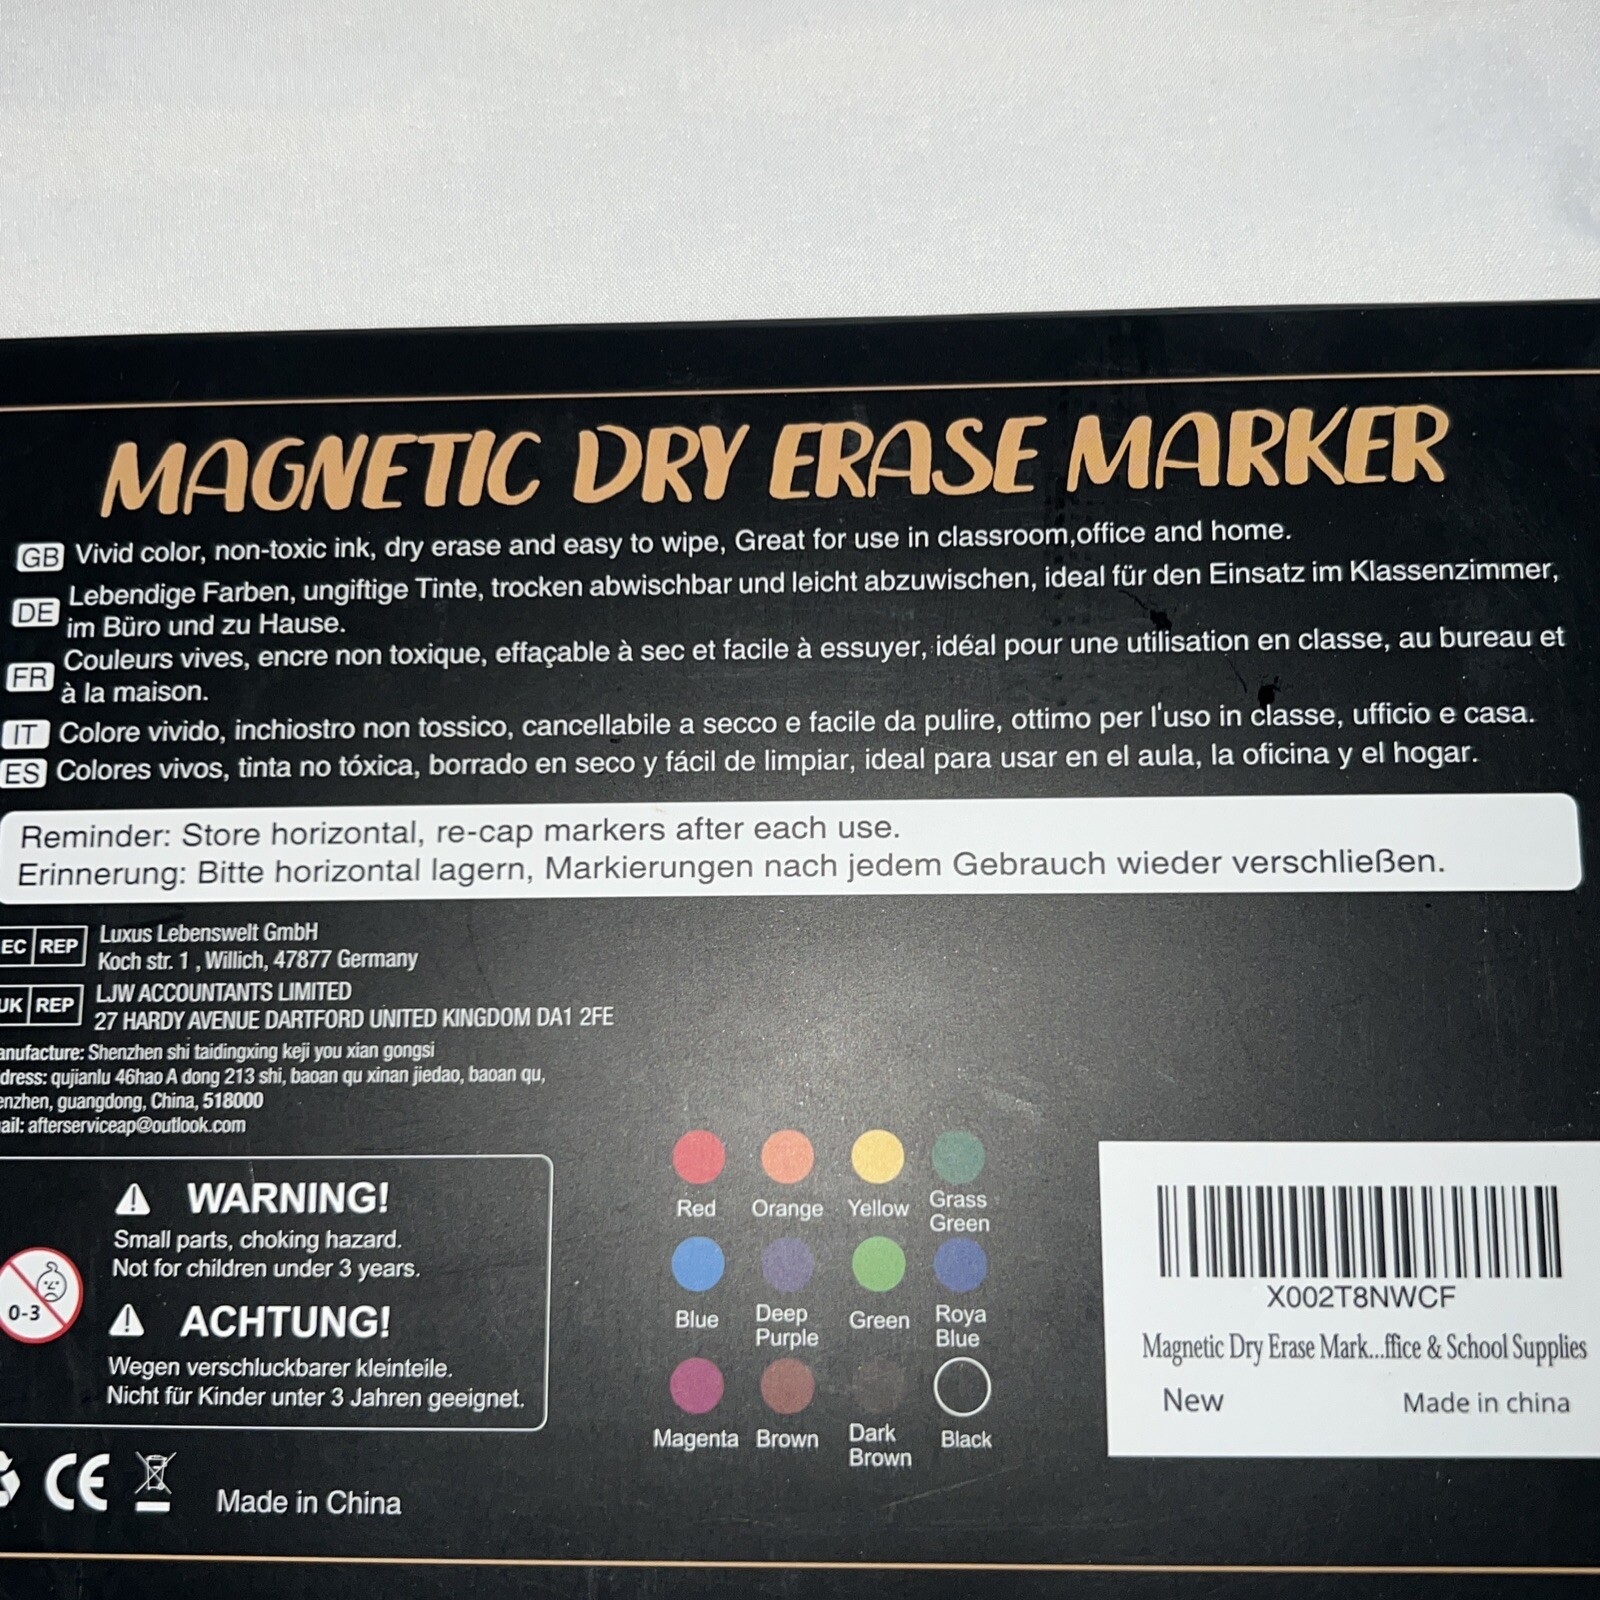 MAGNETIC DRY ERASE MARKER
GB Vivid color, non-toxic ink, dry erase and easy to wipe, Great for use in classroom,office and home.
DE Lebendige Farben, ungiftige Tinte, trocken abwischbar und leicht abzuwischen, ideal für den Einsatz im Klassenzimmer,
im Büro und zu Hause.
FR Couleurs vives, encre non toxique, effaçable à sec et facile à essuyer, idéal pour une utilisation en classe, au bureau et
à la maison.
IT Colore vivido, inchiostro non tossico, cancellabile a secco e facile da pulire, ottimo per l'uso in classe, ufficio e casa.
ES Colores vivos, tinta no tóxica, borrado en seco y fácil de limpiar, ideal para usar en el aula, la oficina y el hogar.
Reminder: Store horizontal, re-cap markers after each use.
Erinnerung: Bitte horizontal lagern, Markierungen nach jedem Gebrauch wieder verschließen.
EC REP Luxus Lebenswelt GmbH
Koch str. 1 , Willich, 47877 Germany
UK REP LJW ACCOUNTANTS LIMITED
27 HARDY AVENUE DARTFORD UNITED KINGDOM DA1 2FE
anufacture: Shenzhen shi taidingxing keji you xian gongsi
dress: qujianlu 46hao A dong 213 shi, baoan qu xinan jiedao, baoan qu,
enzhen, guangdong, China, 518000
ail: afterserviceap@outlook.com
WARNING!
Small parts, choking hazard.
Not for children under 3 years.
0-3
ACHTUNG!
Wegen verschluckbarer kleinteile.
Nicht für Kinder unter 3 Jahren geeignet.
CE
Made in China
Red Orange Yellow Grass
Green
Blue Deep
Purple Green Roya
Blue
Magenta Brown Dark
Brown Black
X002T8NWCF
Magnetic Dry Erase Mark...ffice & School Supplies
New Made in china